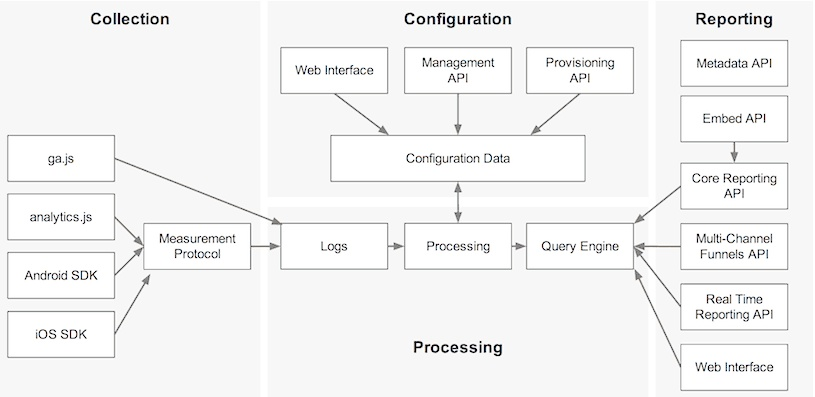 Collection
ga.js
analytics.js
Android SDK
iOS SDK
Measurement
Protocol
Configuration
Web Interface
Management
API
Provisioning
API
Configuration Data
Logs
Processing
Query Engine
Processing
Reporting
Metadata API
Embed API
Core Reporting
API
Multi-Channel
Funnels API
Real Time
Reporting API
Web Interface